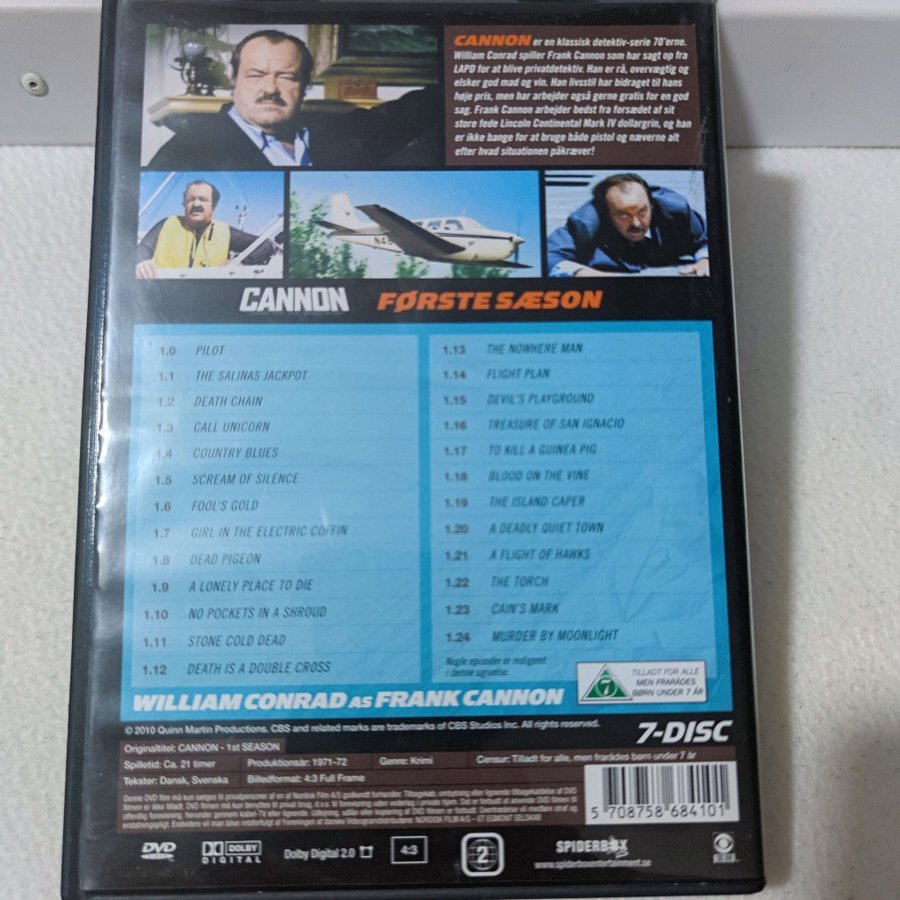 CANNON er en klassisk detektiv-serie 70'erne.
William Conrad spiller Frank Cannon som har sagt op fra
LAPD for at blive privatdetektiv. Han er rå, overvægtig og
elsker god mad og vin. Han livsstil har bidraget til hans
høje pris, men har arbejder også gerne gratis for en god
sag. Frank Cannon arbejder bedst fra forsædet af sit
store fede Lincoln Continental Mark IV dollargrin, og han
er ikke bange for at bruge både pistol og næverne alt
efter hvad situationen påkræver!
CANNON FØRSTE SÆSON
1.0 PILOT
1.1 THE SALINAS JACKPOT
1.2 DEATH CHAIN
1.3 CALL UNICORN
1.4 COUNTRY BLUES
1.5 SCREAM OF SILENCE
1.6 FOOL'S GOLD
1.7 GIRL IN THE ELECTRIC COFFIN
1.8 DEAD PIGEON
1.9 A LONELY PLACE TO DIE
1.10 NO POCKETS IN A SHROUD
1.11 STONE COLD DEAD
1.12 DEATH IS A DOUBLE CROSS
1.13 THE NOWHERE MAN
1.14 FLIGHT PLAN
1.15 DEVIL'S PLAYGROUND
1.16 TREASURE OF SAN IGNACIO
1.17 TO KILL A GUINEA PIG
1.18 BLOOD ON THE VINE
1.19 THE ISLAND CAPER
1.20 A DEADLY QUIET TOWN
1.21 A FLIGHT OF HAWKS
1.22 THE TORCH
1.23 CAIN'S MARK
1.24 MURDER BY MOONLIGHT
Nogle episoder er redigeret
i denne udgivelse.
7
TILLADT FOR ALLE
MEN FRARÅDES
BØRN UNDER 7 ÅR
WILLIAM CONRAD AS FRANK CANNON
© 2010 Quinn Martin Productions. CBS and related marks are trademarks of CBS Studios Inc. All rights reserved.
7-DISC
Originaltitel: CANNON - 1st SEASON
Spilletid: Ca. 21 timer Produktionsår: 1971-72 Genre: Krimi Censur: Tilladt for alle, men frarådes børn under 7 år
Tekster: Dansk, Svenska Billedformat: 4:3 Full Frame
5 708758 684101
DVD
VIDEO
DOLBY
DIGITAL
Dolby Digital 2.0
4:3
2
SPIDERBOX
www.spiderboxentertainment.se